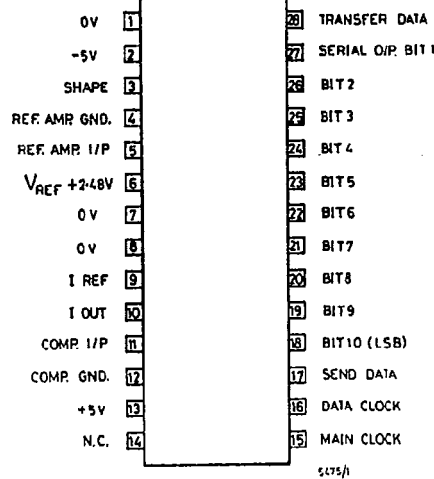 0V 1
-5V 2
SHAPE 3
REF. AMP. GND. 4
REF. AMP. I/P 5
VREF +2·48V 6
0V 7
0V 8
I REF 9
I OUT 10
COMP. I/P 11
COMP. GND. 12
+5V 13
N.C. 14
28 TRANSFER DATA
27 SERIAL O/P. BIT 1
26 BIT 2
25 BIT 3
24 BIT 4
23 BIT 5
22 BIT 6
21 BIT 7
20 BIT 8
19 BIT 9
18 BIT 10 (LSB)
17 SEND DATA
16 DATA CLOCK
15 MAIN CLOCK
5475/1